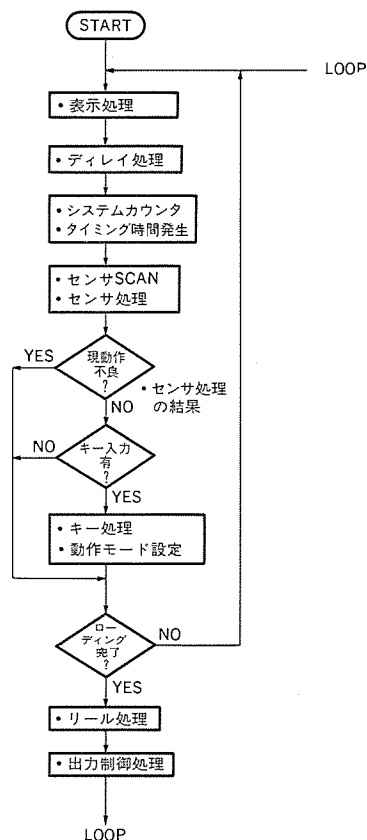 START
LOOP
・表示処理
・ディレイ処理
・システムカウンタ
・タイミング時間発生
・センサSCAN
・センサ処理
YES
現動作
不良
?
・センサ処理
の結果
NO
NO
キー入力
有
?
YES
・キー処理
・動作モード設定
ロー
ディング
完了
?
NO
YES
・リール処理
・出力制御処理
LOOP